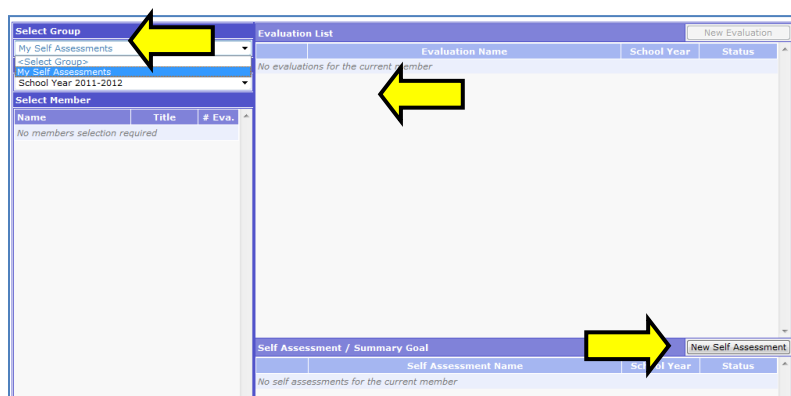 Select Group
My Self Assessments
<Select Group>
My Self Assessments
School Year 2011-2012
Select Member
Name Title # Eva.
No members selection required
Evaluation List New Evaluation
Evaluation Name School Year Status
No evaluations for the current member
Self Assessment / Summary Goal New Self Assessment
Self Assessment Name School Year Status
No self assessments for the current member